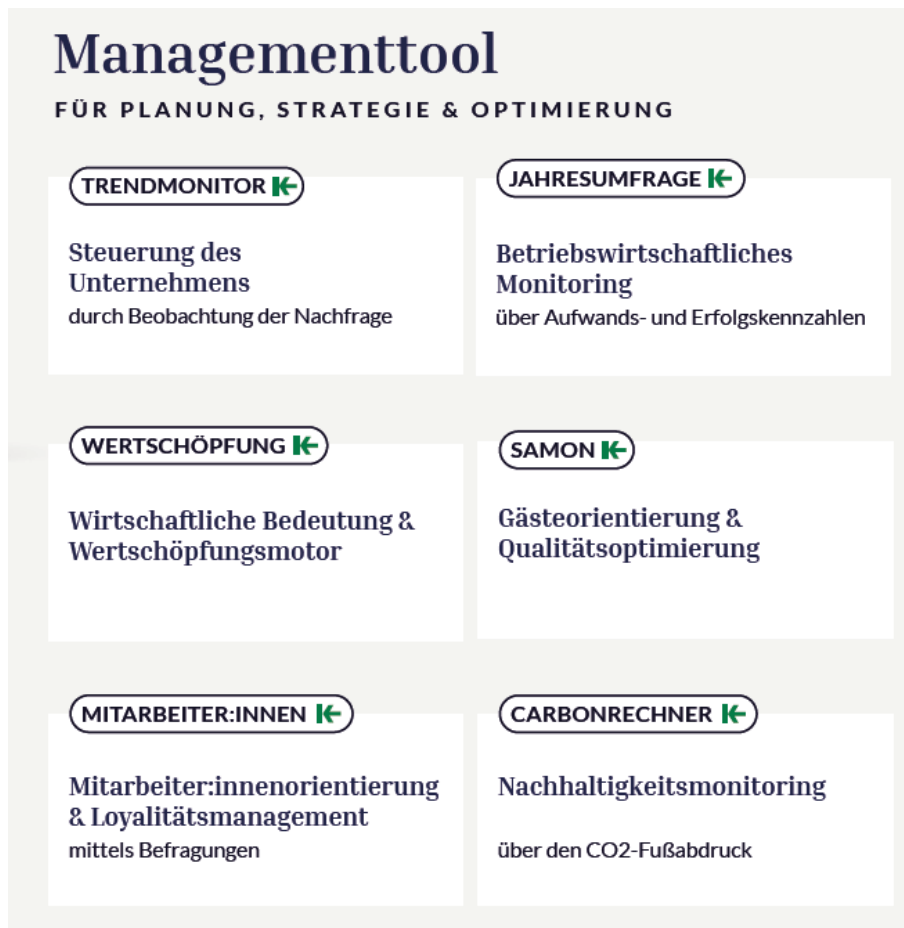 Managementtool
FÜR PLANUNG, STRATEGIE & OPTIMIERUNG
TRENDMONITOR
Steuerung des
Unternehmens
durch Beobachtung der Nachfrage
JAHRESUMFRAGE
Betriebswirtschaftliches
Monitoring
über Aufwands- und Erfolgskennzahlen
WERTSCHÖPFUNG
Wirtschaftliche Bedeutung &
Wertschöpfungsmotor
SAMON
Gästeorientierung &
Qualitätsoptimierung
MITARBEITER:INNEN
Mitarbeiter:innenorientierung
& Loyalitätsmanagement
mittels Befragungen
CARBONRECHNER
Nachhaltigkeitsmonitoring
über den CO2-Fußabdruck